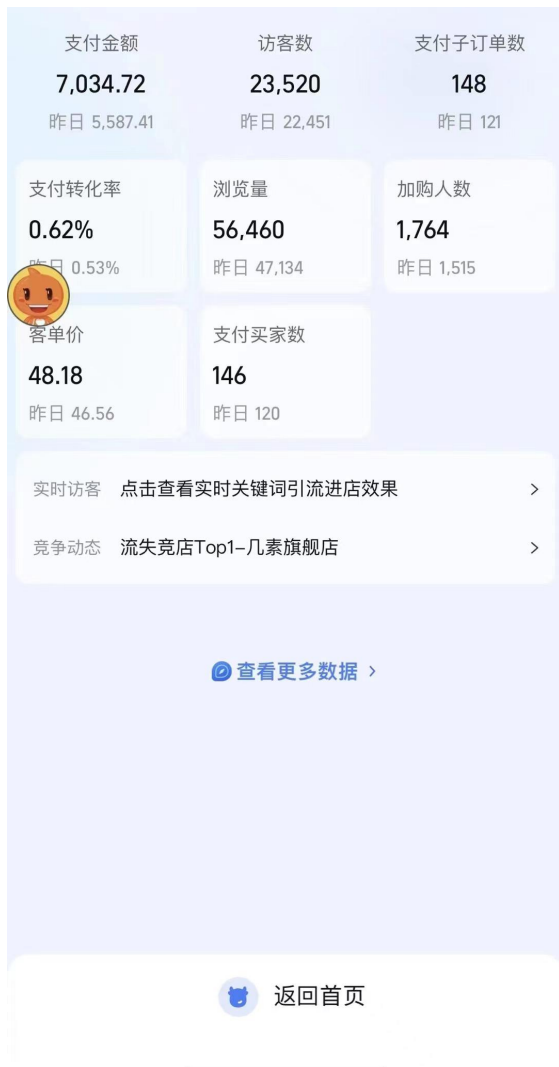 支付金额 访客数 支付子订单数
7,034.72 23,520 148
昨日 5,587.41 昨日 22,451 昨日 121
支付转化率 浏览量 加购人数
0.62% 56,460 1,764
昨日 0.53% 昨日 47,134 昨日 1,515
客单价 支付买家数
48.18 146
昨日 46.56 昨日 120
实时访客 点击查看实时关键词引流进店效果
竞争动态 流失竞店Top1-几素旗舰店
查看更多数据
返回首页